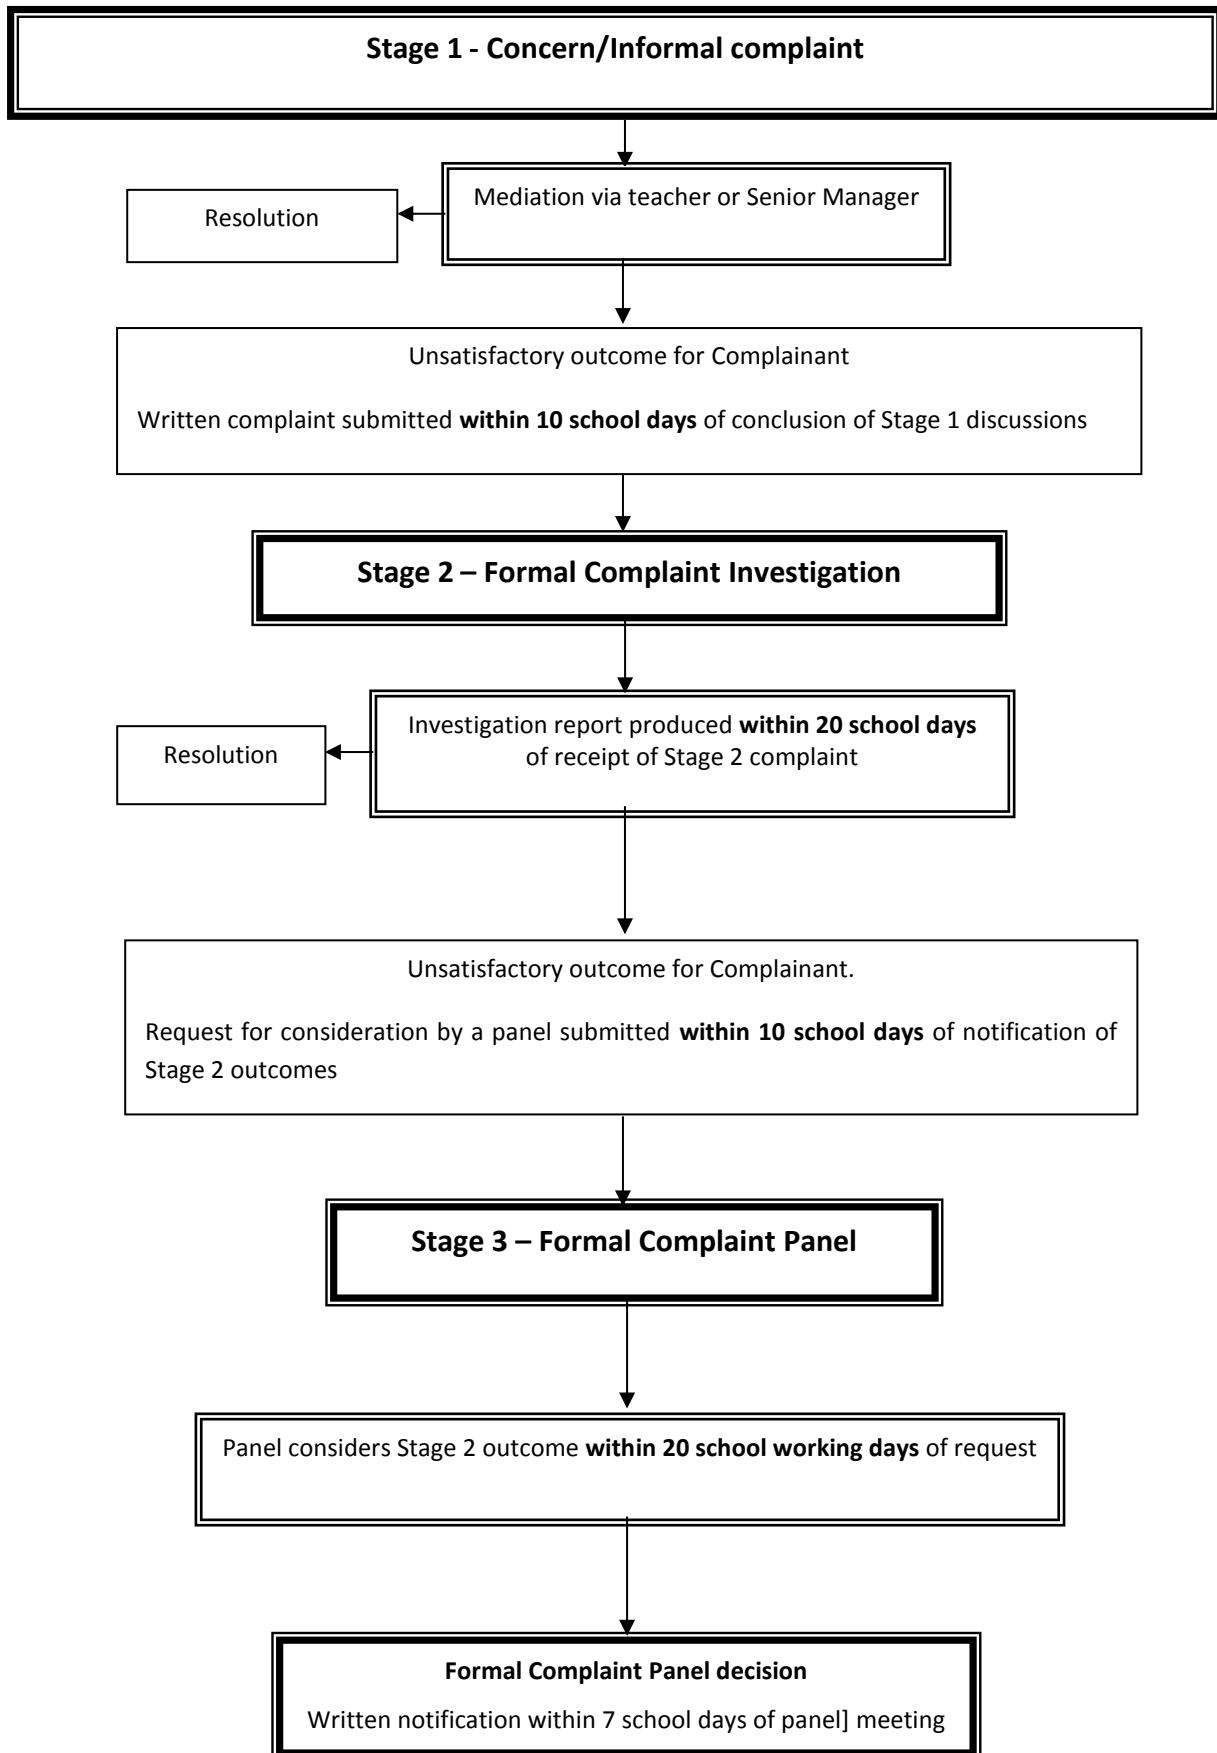 Stage 1 - Concern/Informal complaint
Mediation via teacher or Senior Manager
Resolution
Unsatisfactory outcome for Complainant
Written complaint submitted within 10 school days of conclusion of Stage 1 discussions
Stage 2 – Formal Complaint Investigation
Investigation report produced within 20 school days
of receipt of Stage 2 complaint
Resolution
Unsatisfactory outcome for Complainant.
Request for consideration by a panel submitted within 10 school days of notification of
Stage 2 outcomes
Stage 3 – Formal Complaint Panel
Panel considers Stage 2 outcome within 20 school working days of request
Formal Complaint Panel decision
Written notification within 7 school days of panel] meeting